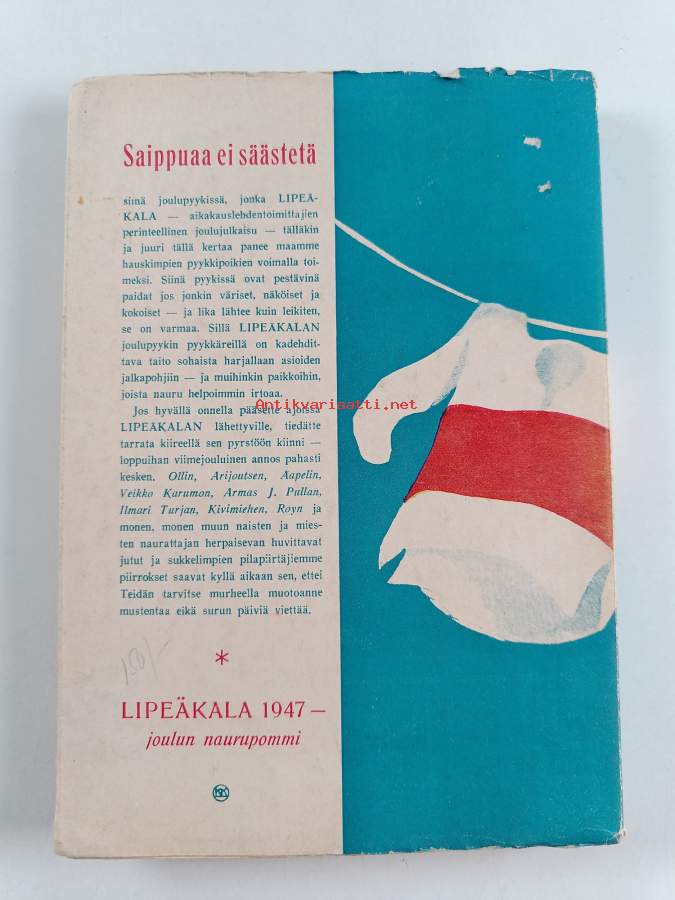 Saippuaa ei säästetä
siinä joulupyykissä, jonka LIPEÄ-
KALA — aikakauslehdentoimittajien
perinteellinen joulujulkaisu — tälläkin
ja juuri tällä kertaa panee maamme
hauskimpien pyykkipoikien voimalla toi-
meksi. Siinä pyykissä ovat pestävinä
paidat jos jonkin väriset, näköiset ja
kokoiset — ja lika lähtee kuin leikiten,
se on varmaa. Sillä LIPEÄKALAN
joulupyykin pyykkäreillä on kadehdit-
tava taito sohaista harjallaan asioiden
jalkapohjiin — ja muihinkin paikkoihin,
joista nauru helpoimmin irtoaa.
Jos hyvällä onnella pääsette ajoissa
LIPEÄKALAN lähettyville, tiedätte
tarrata kiireellä sen pyrstöön kiinni —
loppuihan viimejouluinen annos pahasti
kesken. Ollin, Arijoutsen, Aapelin,
Veikko Karumon, Armas J. Pullan,
Ilmari Turjan, Kivimiehen, Royn ja
monen, monen muun naisten ja mies-
ten naurattajan herpaisevan huvittavat
jutut ja sukkelimpien pilapiirtäjiemme
piirrokset saavat kyllä aikaan sen, ettei
Teidän tarvitse murheella muotoanne
mustentaa eikä surun päiviä viettää.
*
LIPEÄKALA 1947 —
joulun naurupommi
Antikvariaatti.net